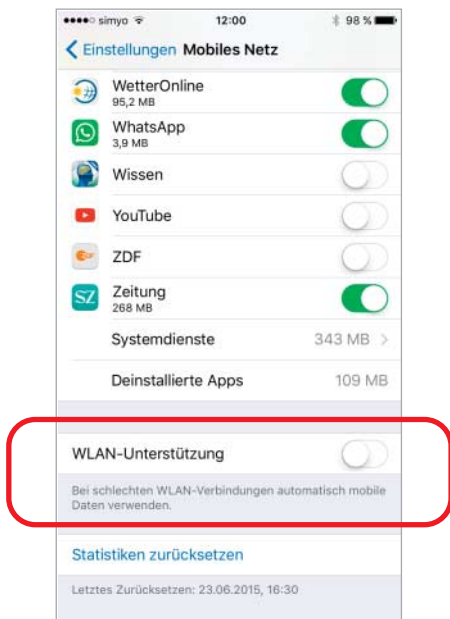 simyo 12:00 98 %
Einstellungen Mobiles Netz
WetterOnline
95,2 MB
WhatsApp
3,9 MB
Wissen
YouTube
ZDF
SZ Zeitung
268 MB
Systemdienste 343 MB
Deinstallierte Apps 109 MB
WLAN-Unterstützung
Bei schlechten WLAN-Verbindungen automatisch mobile
Daten verwenden.
Statistiken zurücksetzen
Letztes Zurücksetzen: 23.06.2015, 16:30